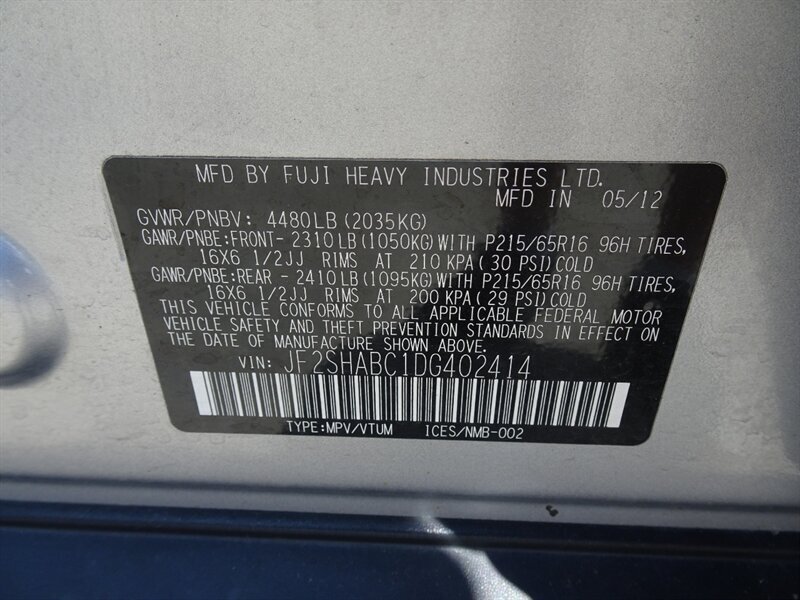 MFD BY FUJI HEAVY INDUSTRIES LTD.
MFD IN 05/12
GVWR/PNBV: 4480LB (2035KG)
GAWR/PNBE:FRONT- 2310LB (1050KG) WITH P215/65R16 96H TIRES,
16X6 1/2JJ RIMS AT 210 KPA (30 PSI) COLD
GAWR/PNBE:REAR - 2410LB (1095KG) WITH P215/65R16 96H TIRES,
16X6 1/2JJ RIMS AT 200 KPA (29 PSI) COLD
THIS VEHICLE CONFORMS TO ALL APPLICABLE FEDERAL MOTOR
VEHICLE SAFETY AND THEFT PREVENTION STANDARDS IN EFFECT ON
THE DATE OF MANUFACTURE SHOWN ABOVE.
VIN: JF2SHABC1DG402414
TYPE:MPV/VTUM ICES/NMB-002